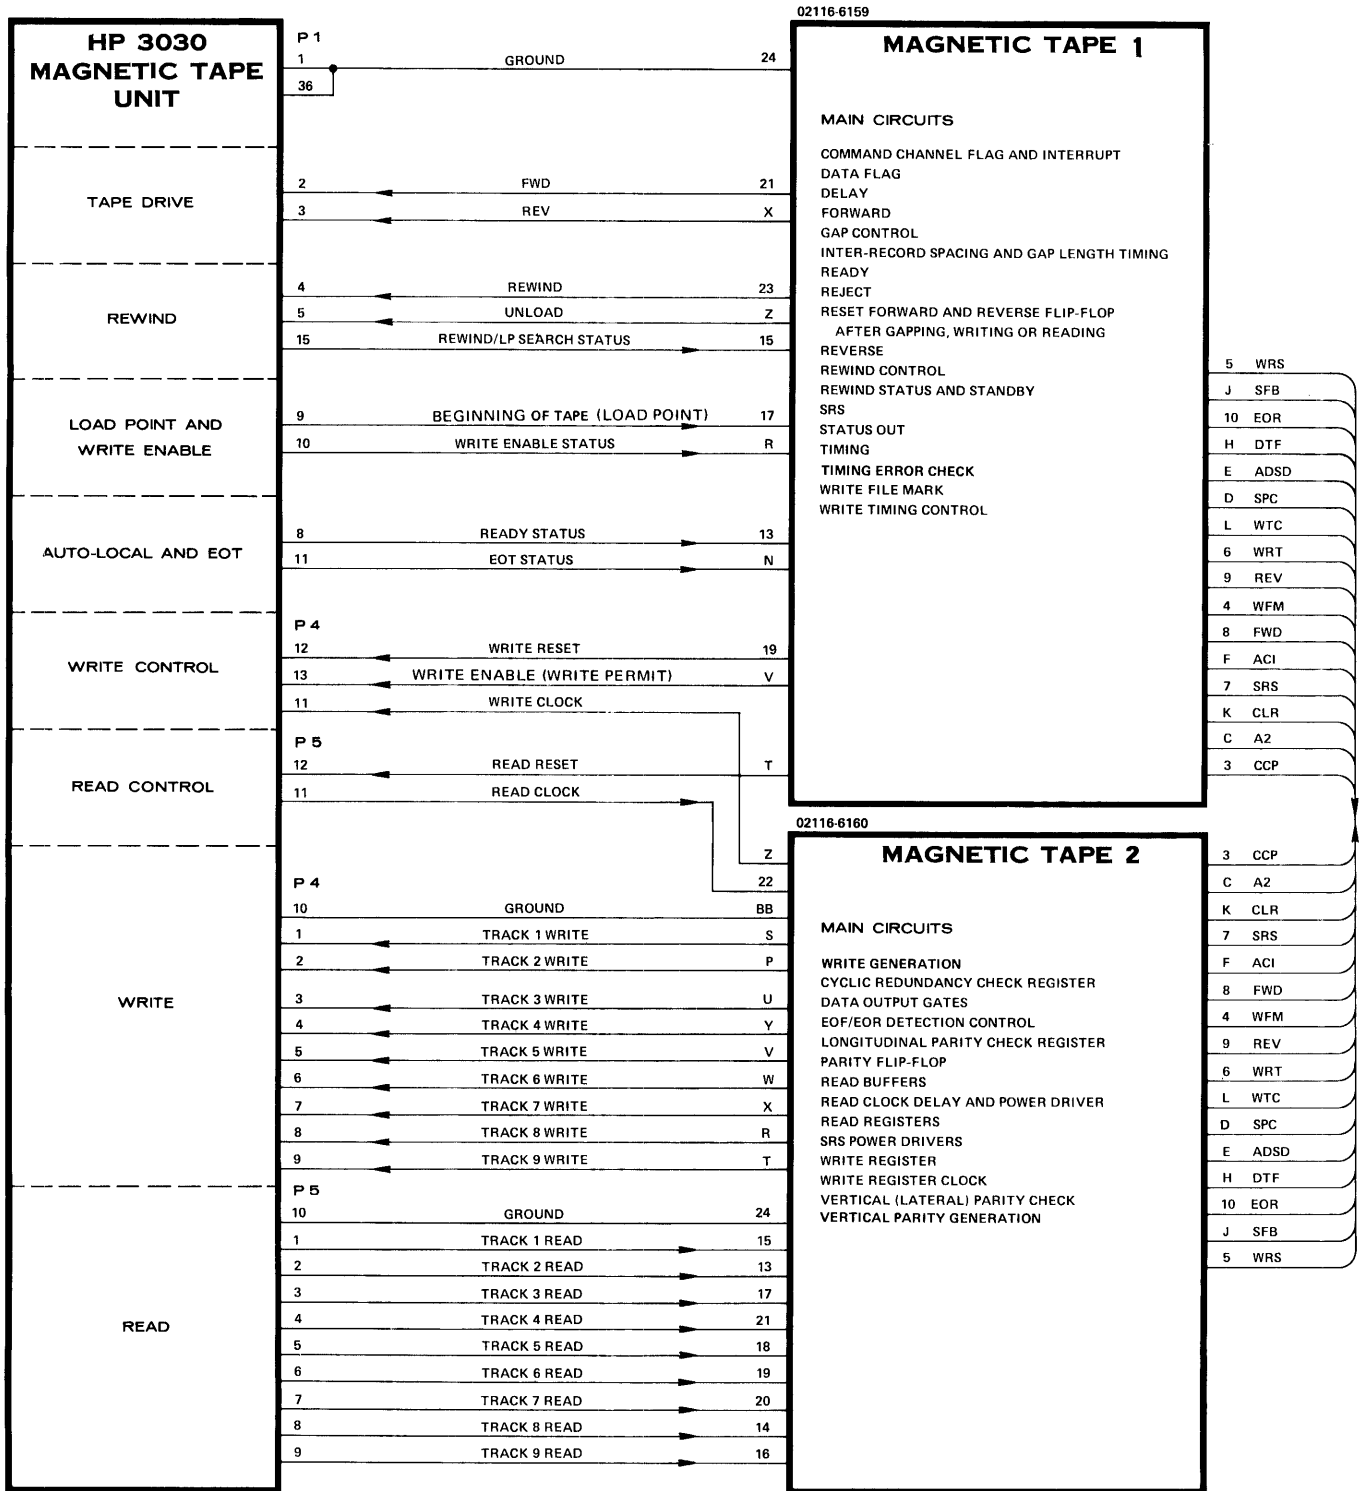 HP 3030
MAGNETIC TAPE
UNIT
TAPE DRIVE
REWIND
LOAD POINT AND
WRITE ENABLE
AUTO-LOCAL AND EOT
WRITE CONTROL
READ CONTROL
WRITE
READ
P 1
1 GROUND 24
36
2 FWD 21
3 REV X
4 REWIND 23
5 UNLOAD Z
15 REWIND/LP SEARCH STATUS 15
9 BEGINNING OF TAPE (LOAD POINT) 17
10 WRITE ENABLE STATUS R
8 READY STATUS 13
11 EOT STATUS N
P 4
12 WRITE RESET 19
13 WRITE ENABLE (WRITE PERMIT) V
11 WRITE CLOCK
P 5
12 READ RESET T
11 READ CLOCK
Z
22
P 4
10 GROUND BB
1 TRACK 1 WRITE S
2 TRACK 2 WRITE P
3 TRACK 3 WRITE U
4 TRACK 4 WRITE Y
5 TRACK 5 WRITE V
6 TRACK 6 WRITE W
7 TRACK 7 WRITE X
8 TRACK 8 WRITE R
9 TRACK 9 WRITE T
P 5
10 GROUND 24
1 TRACK 1 READ 15
2 TRACK 2 READ 13
3 TRACK 3 READ 17
4 TRACK 4 READ 21
5 TRACK 5 READ 18
6 TRACK 6 READ 19
7 TRACK 7 READ 20
8 TRACK 8 READ 14
9 TRACK 9 READ 16
02116-6159
MAGNETIC TAPE 1
MAIN CIRCUITS
COMMAND CHANNEL FLAG AND INTERRUPT
DATA FLAG
DELAY
FORWARD
GAP CONTROL
INTER-RECORD SPACING AND GAP LENGTH TIMING
READY
REJECT
RESET FORWARD AND REVERSE FLIP-FLOP
AFTER GAPPING, WRITING OR READING
REVERSE
REWIND CONTROL
REWIND STATUS AND STANDBY
SRS
STATUS OUT
TIMING
TIMING ERROR CHECK
WRITE FILE MARK
WRITE TIMING CONTROL
5 WRS
J SFB
10 EOR
H DTF
E ADSD
D SPC
L WTC
6 WRT
9 REV
4 WFM
8 FWD
F ACI
7 SRS
K CLR
C A2
3 CCP
02116-6160
MAGNETIC TAPE 2
MAIN CIRCUITS
WRITE GENERATION
CYCLIC REDUNDANCY CHECK REGISTER
DATA OUTPUT GATES
EOF/EOR DETECTION CONTROL
LONGITUDINAL PARITY CHECK REGISTER
PARITY FLIP-FLOP
READ BUFFERS
READ CLOCK DELAY AND POWER DRIVER
READ REGISTERS
SRS POWER DRIVERS
WRITE REGISTER
WRITE REGISTER CLOCK
VERTICAL (LATERAL) PARITY CHECK
VERTICAL PARITY GENERATION
3 CCP
C A2
K CLR
7 SRS
F ACI
8 FWD
4 WFM
9 REV
6 WRT
L WTC
D SPC
E ADSD
H DTF
10 EOR
J SFB
5 WRS